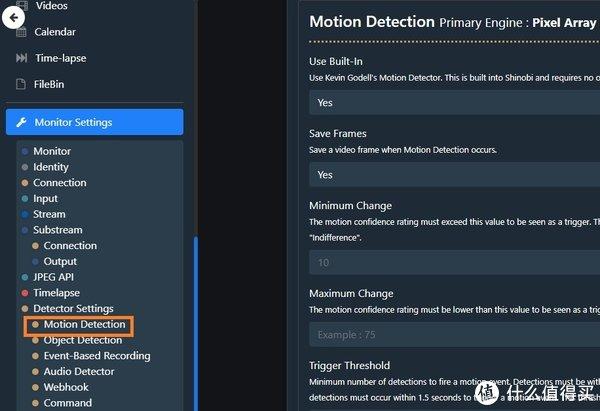 Videos
Calendar
Time-lapse
FileBin
Monitor Settings
Monitor
Identity
Connection
Input
Stream
Substream
Connection
Output
JPEG API
Timelapse
Detector Settings
Motion Detection
Object Detection
Event-Based Recording
Audio Detector
Webhook
Command
Motion Detection Primary Engine : Pixel Array
Use Built-In
Use Kevin Godell's Motion Detector. This is built into Shinobi and requires no o
Yes
Save Frames
Save a video frame when Motion Detection occurs.
Yes
Minimum Change
The motion confidence rating must exceed this value to be seen as a trigger. Th
"Indifference".
10
Maximum Change
The motion confidence rating must be lower than this value to be seen as a trig
Example : 75
Trigger Threshold
Minimum number of detections to fire a motion event. Detections must be with
detections must occur within 1.5 seconds to
值 什么值得买